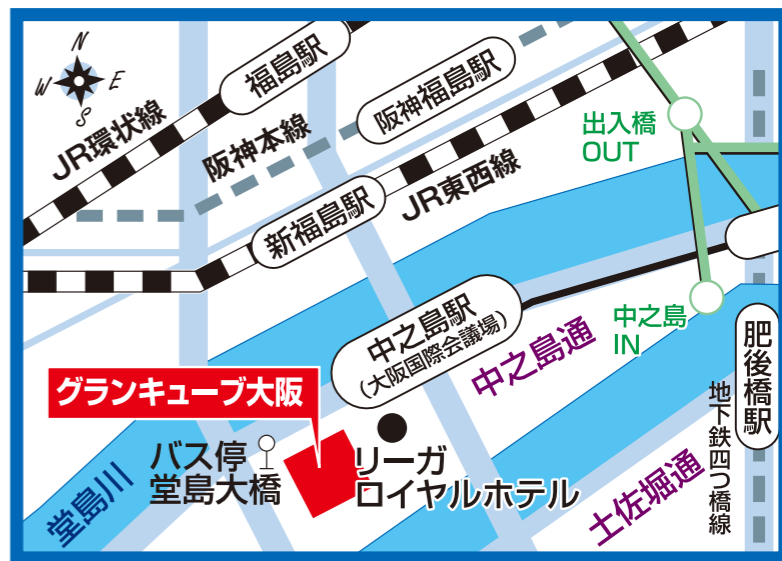 N
W
E
S
JR環状線
福島駅
阪神本線
阪神福島駅
新福島駅
JR東西線
出入橋
OUT
中之島駅
(大阪国際会議場)
中之島通
中之島
IN
肥後橋駅
地下鉄四つ橋線
グランキューブ大阪
バス停
堂島大橋
リーガ
ロイヤルホテル
堂島川
土佐堀通